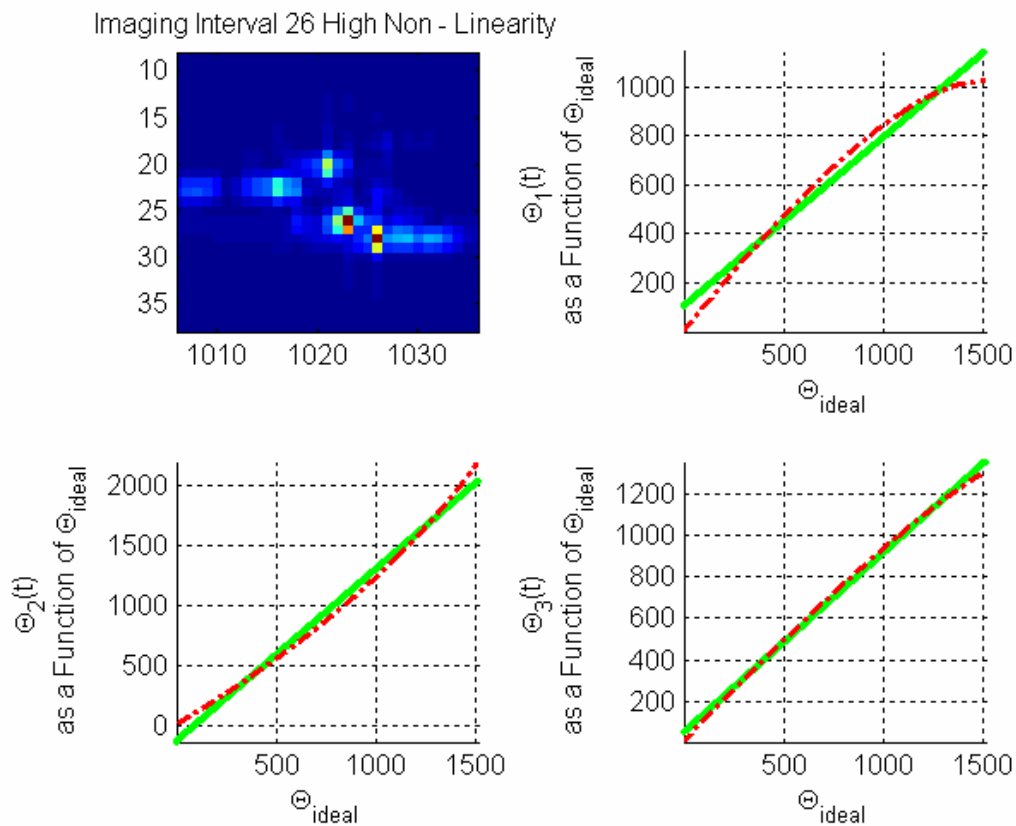 Imaging Interval 26 High Non - Linearity
10
15
20
25
30
35
1010 1020 1030
Θ1(t)
as a Function of Θideal
1000
800
600
400
200
500 1000 1500
Θideal
Θ2(t)
as a Function of Θideal
2000
1500
1000
500
0
500 1000 1500
Θideal
Θ3(t)
as a Function of Θideal
1200
1000
800
600
400
200
500 1000 1500
Θideal